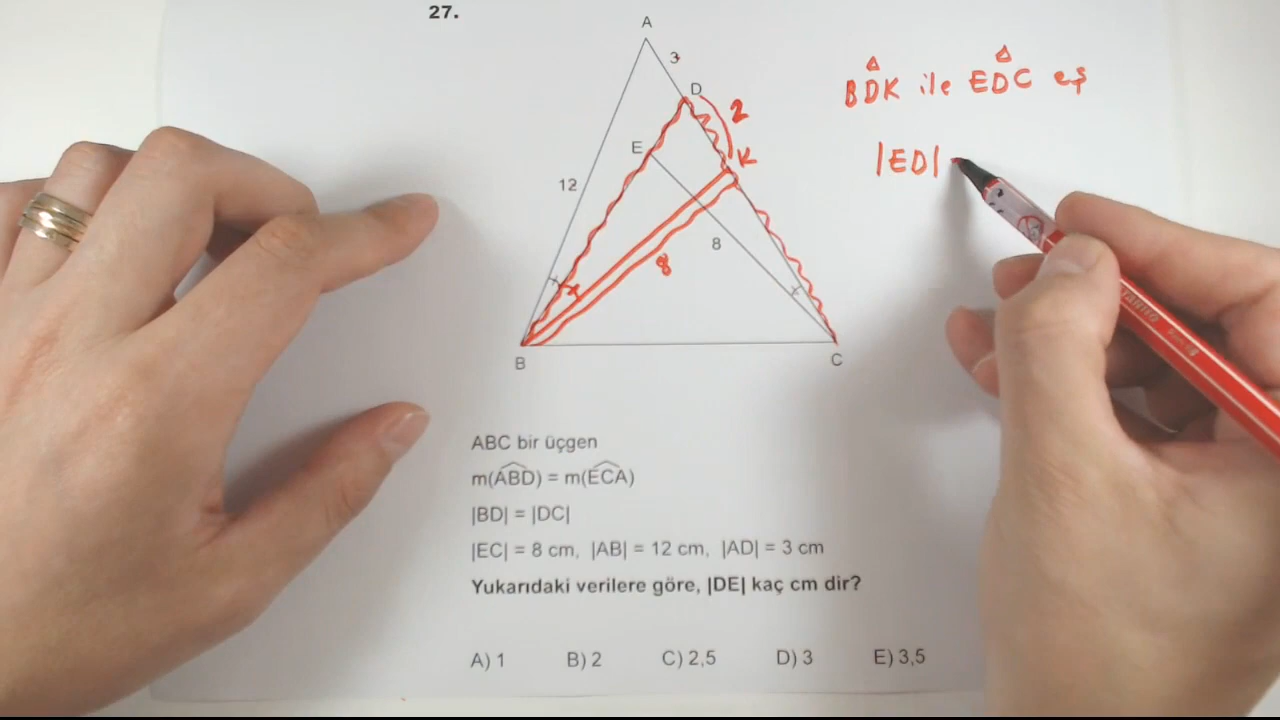 27.
A
3
D
2
BDK ile EDC eş
E
K
|ED|
12
8
8
B
C
ABC bir üçgen
m(ABD) = m(ECA)
|BD| = |DC|
|EC| = 8 cm, |AB| = 12 cm, |AD| = 3 cm
Yukarıdaki verilere göre, |DE| kaç cm dir?
A) 1 B) 2 C) 2,5 D) 3 E) 3,5